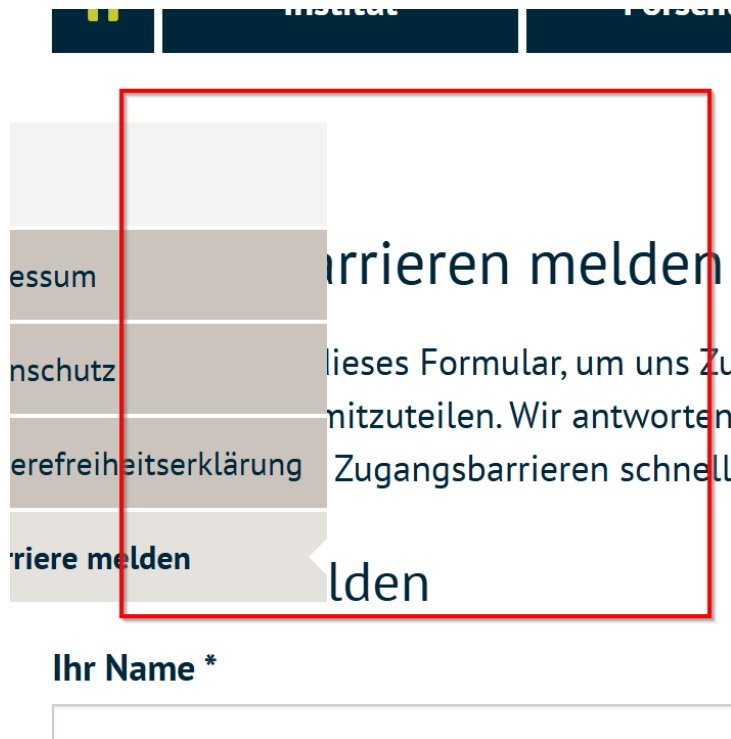 Institut
essum
nschutz
erefreiheitserklärung
rriere melden
rrieren melden
dieses Formular, um uns Zu
mitzuteilen. Wir antworten
Zugangsbarrieren schnell
lden
Ihr Name *